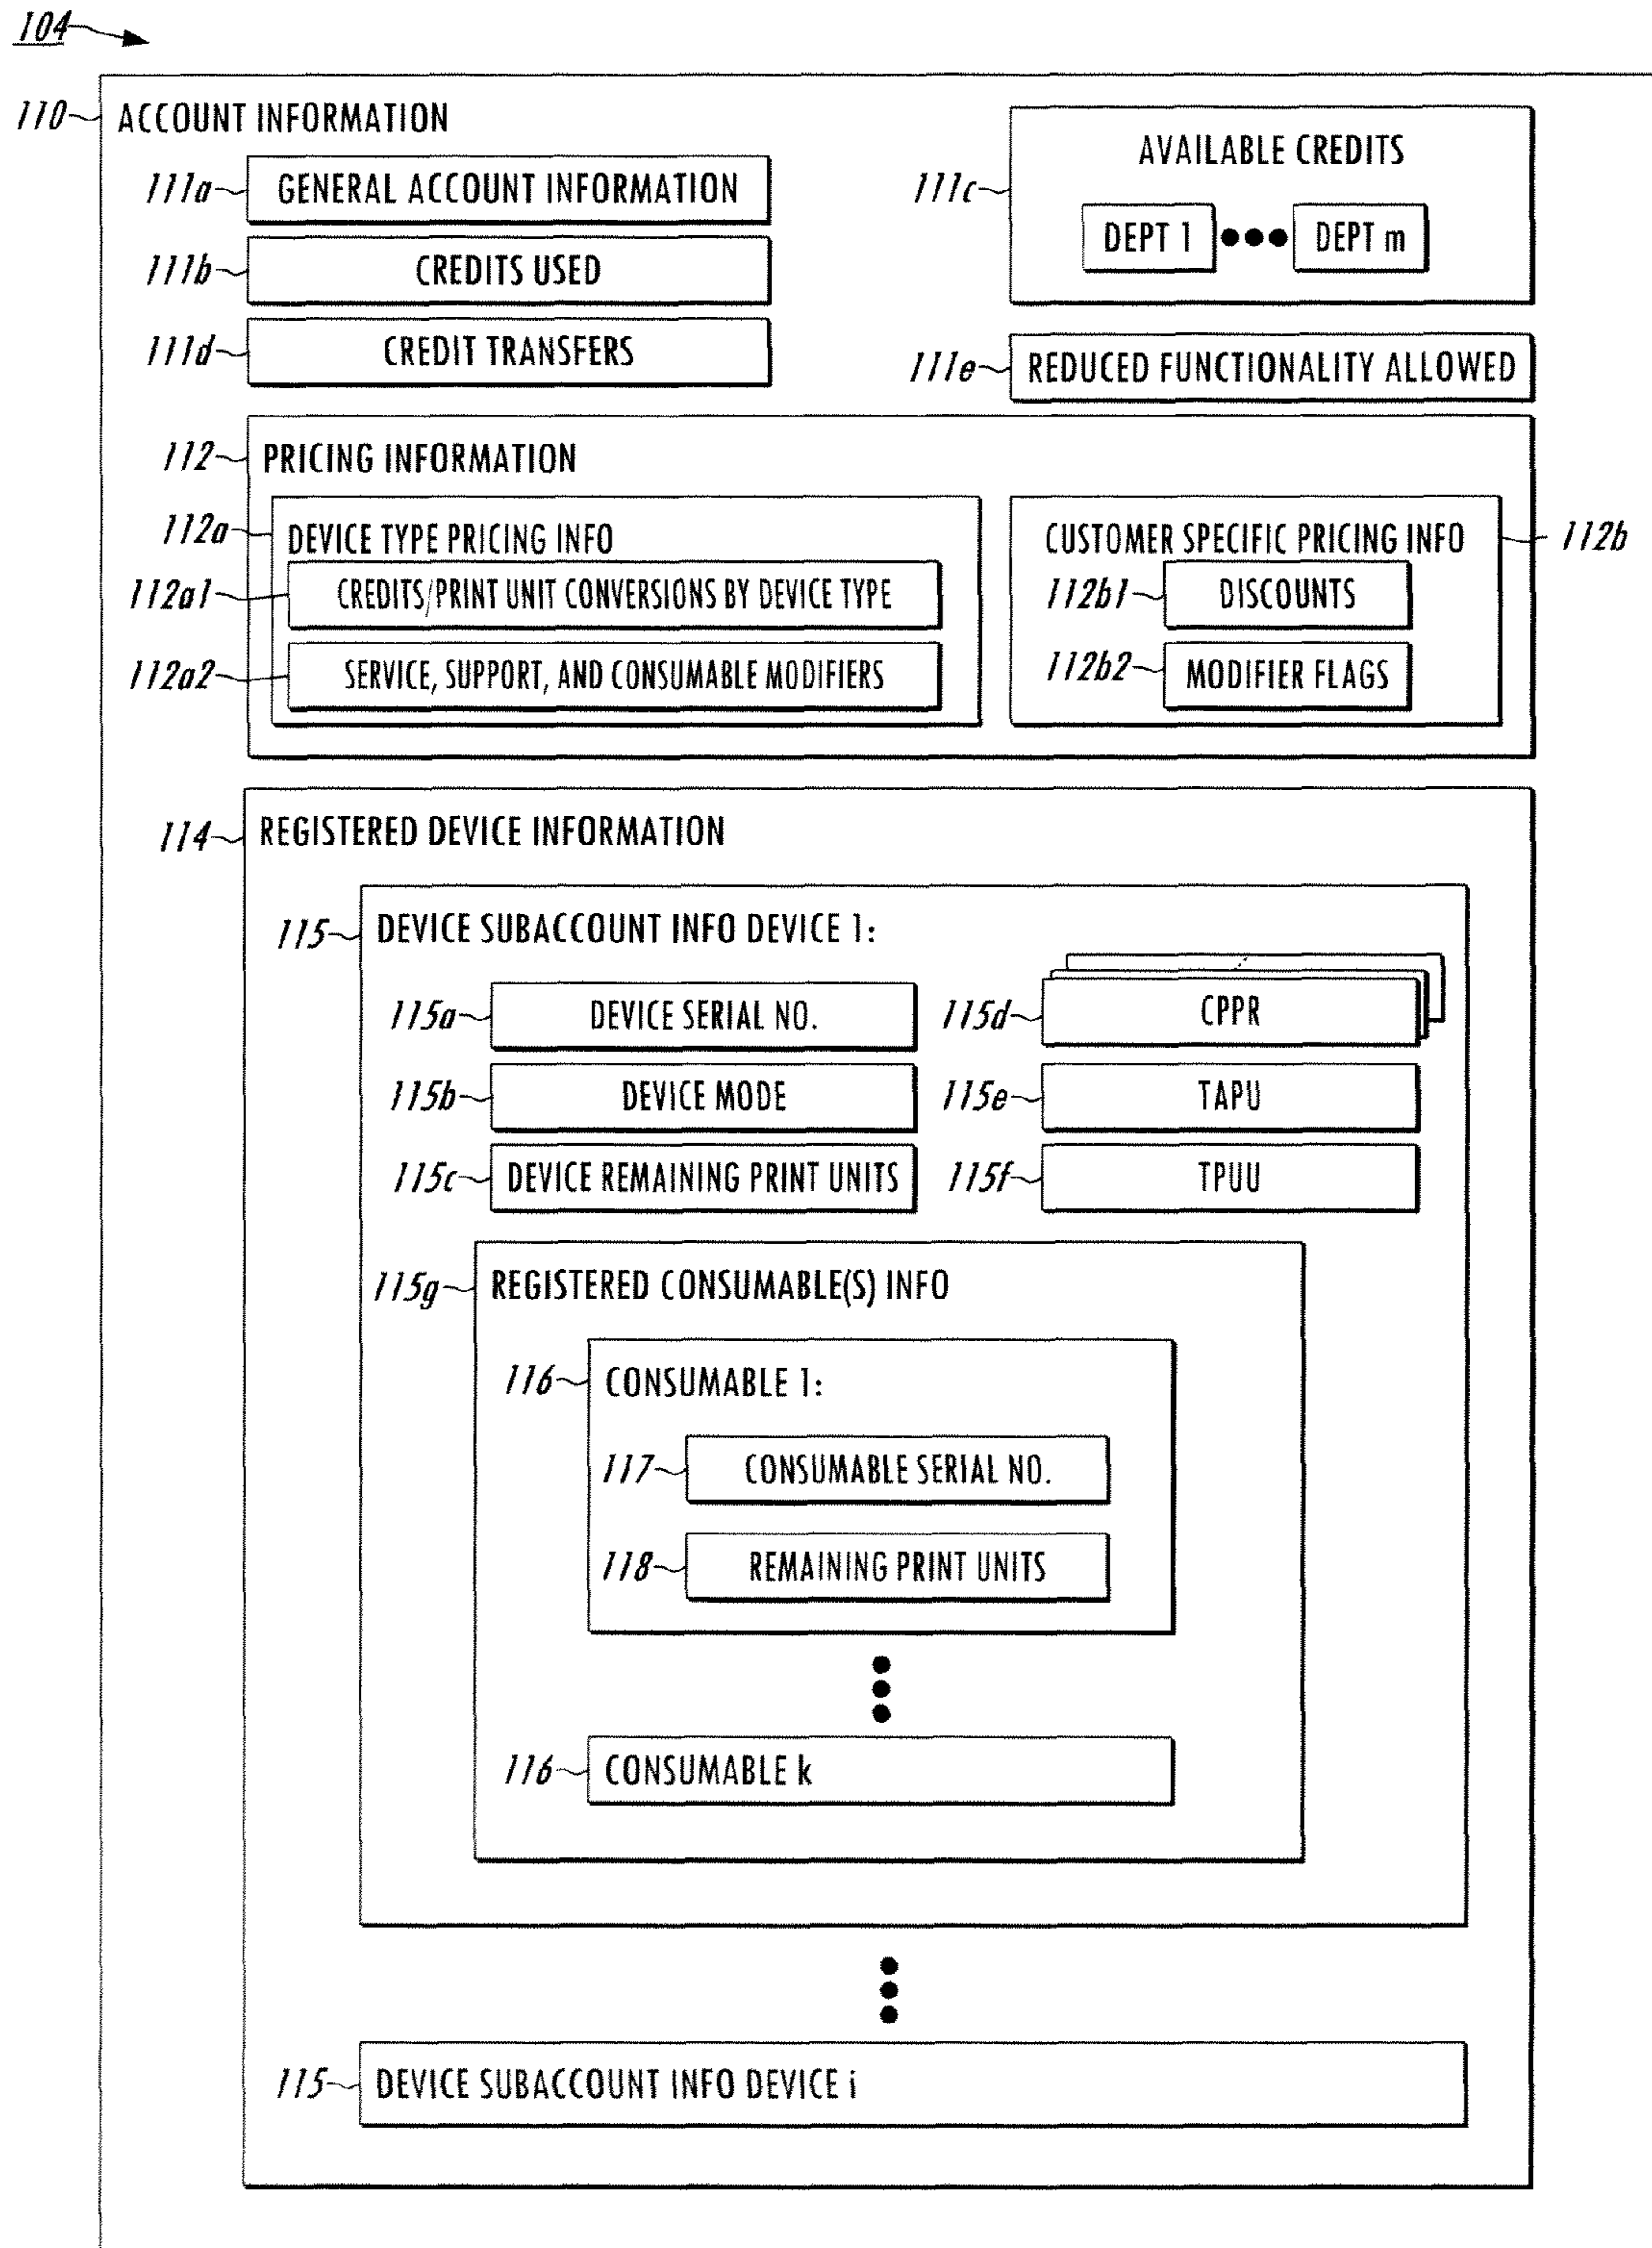 104
110 ACCOUNT INFORMATION
111a GENERAL ACCOUNT INFORMATION
111b CREDITS USED
111d CREDIT TRANSFERS
111c AVAILABLE CREDITS
DEPT 1 ●●● DEPT m
111e REDUCED FUNCTIONALITY ALLOWED
112 PRICING INFORMATION
112a DEVICE TYPE PRICING INFO
112a1 CREDITS/PRINT UNIT CONVERSIONS BY DEVICE TYPE
112a2 SERVICE, SUPPORT, AND CONSUMABLE MODIFIERS
CUSTOMER SPECIFIC PRICING INFO 112b
112b1 DISCOUNTS
112b2 MODIFIER FLAGS
114 REGISTERED DEVICE INFORMATION
115 DEVICE SUBACCOUNT INFO DEVICE 1:
115a DEVICE SERIAL NO.
115b DEVICE MODE
115c DEVICE REMAINING PRINT UNITS
115d CPPR
115e TAPU
115f TPUU
115g REGISTERED CONSUMABLE(S) INFO
116 CONSUMABLE 1:
117 CONSUMABLE SERIAL NO.
118 REMAINING PRINT UNITS
116 CONSUMABLE k
115 DEVICE SUBACCOUNT INFO DEVICE i